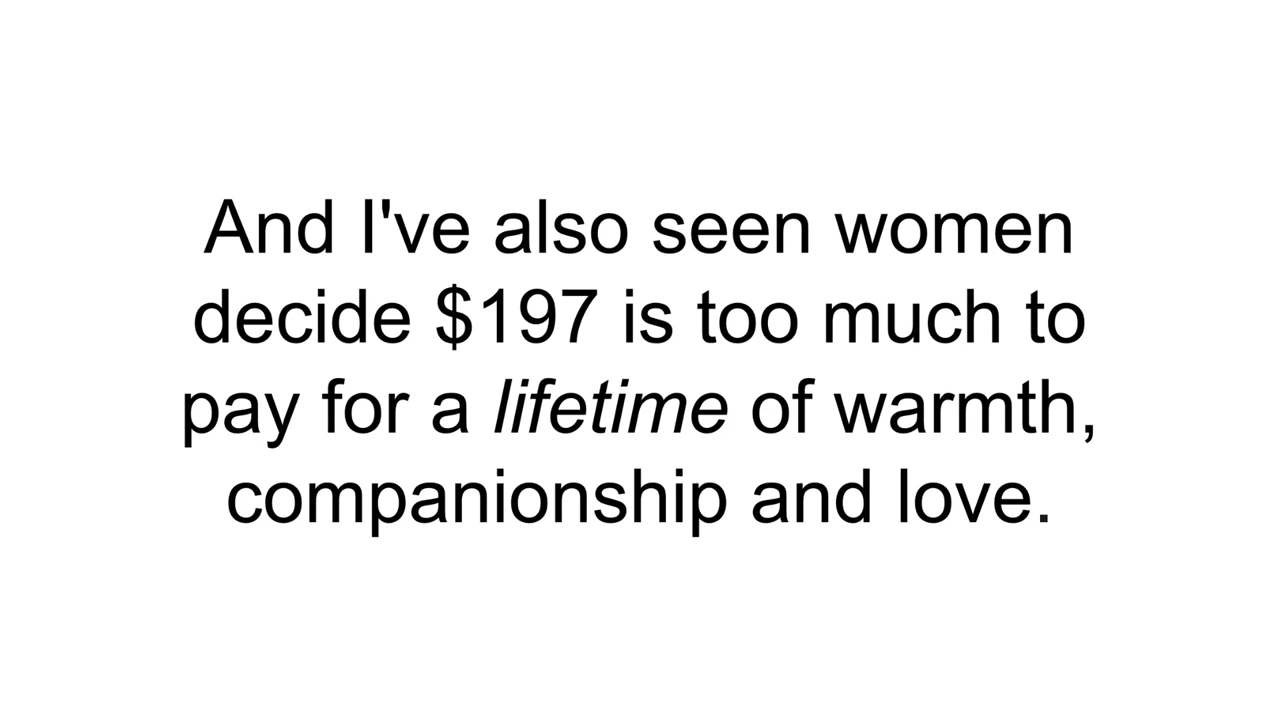 And I've also seen women
decide $197 is too much to
pay for a lifetime of warmth,
companionship and love.